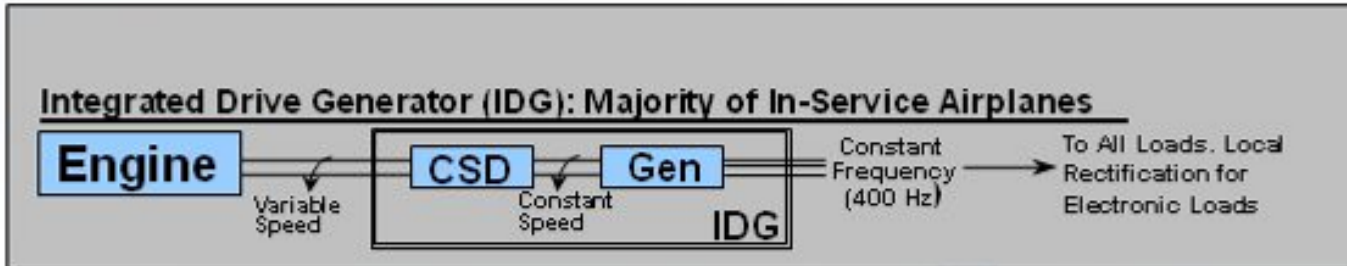 Integrated Drive Generator (IDG): Majority of In-Service Airplanes
Engine
Variable
Speed
CSD
Constant
Speed
Gen
IDG
Constant
Frequency
(400 Hz)
To All Loads. Local
Rectification for
Electronic Loads